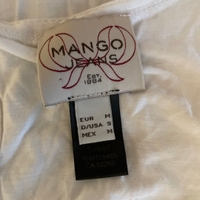 MANGO
JEANS
Est.
1984
EUR M
D/USA S
MEX M